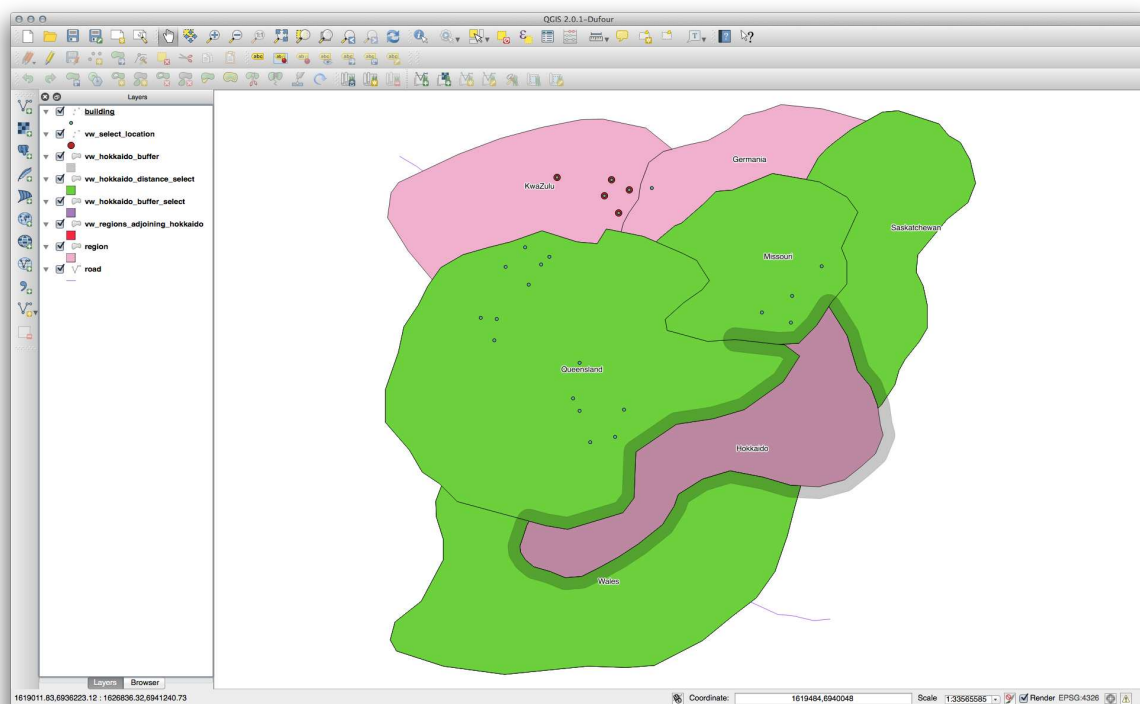 QGIS 2.0.1-Dufour
Layers
building
vw_select_location
vw_hokkaido_buffer
vw_hokkaido_distance_select
vw_hokkaido_buffer_select
vw_regions_adjoining_hokkaido
region
road
Germania
KwaZulu
Saskatchewan
Missouri
Queensland
Hokkaido
Wales
Layers
Browser
1619011.83,6936223.12 : 1626836.32,6941240.73
Coordinate:
1619484,6940048
Scale
1:33565585
Render
EPSG:4326